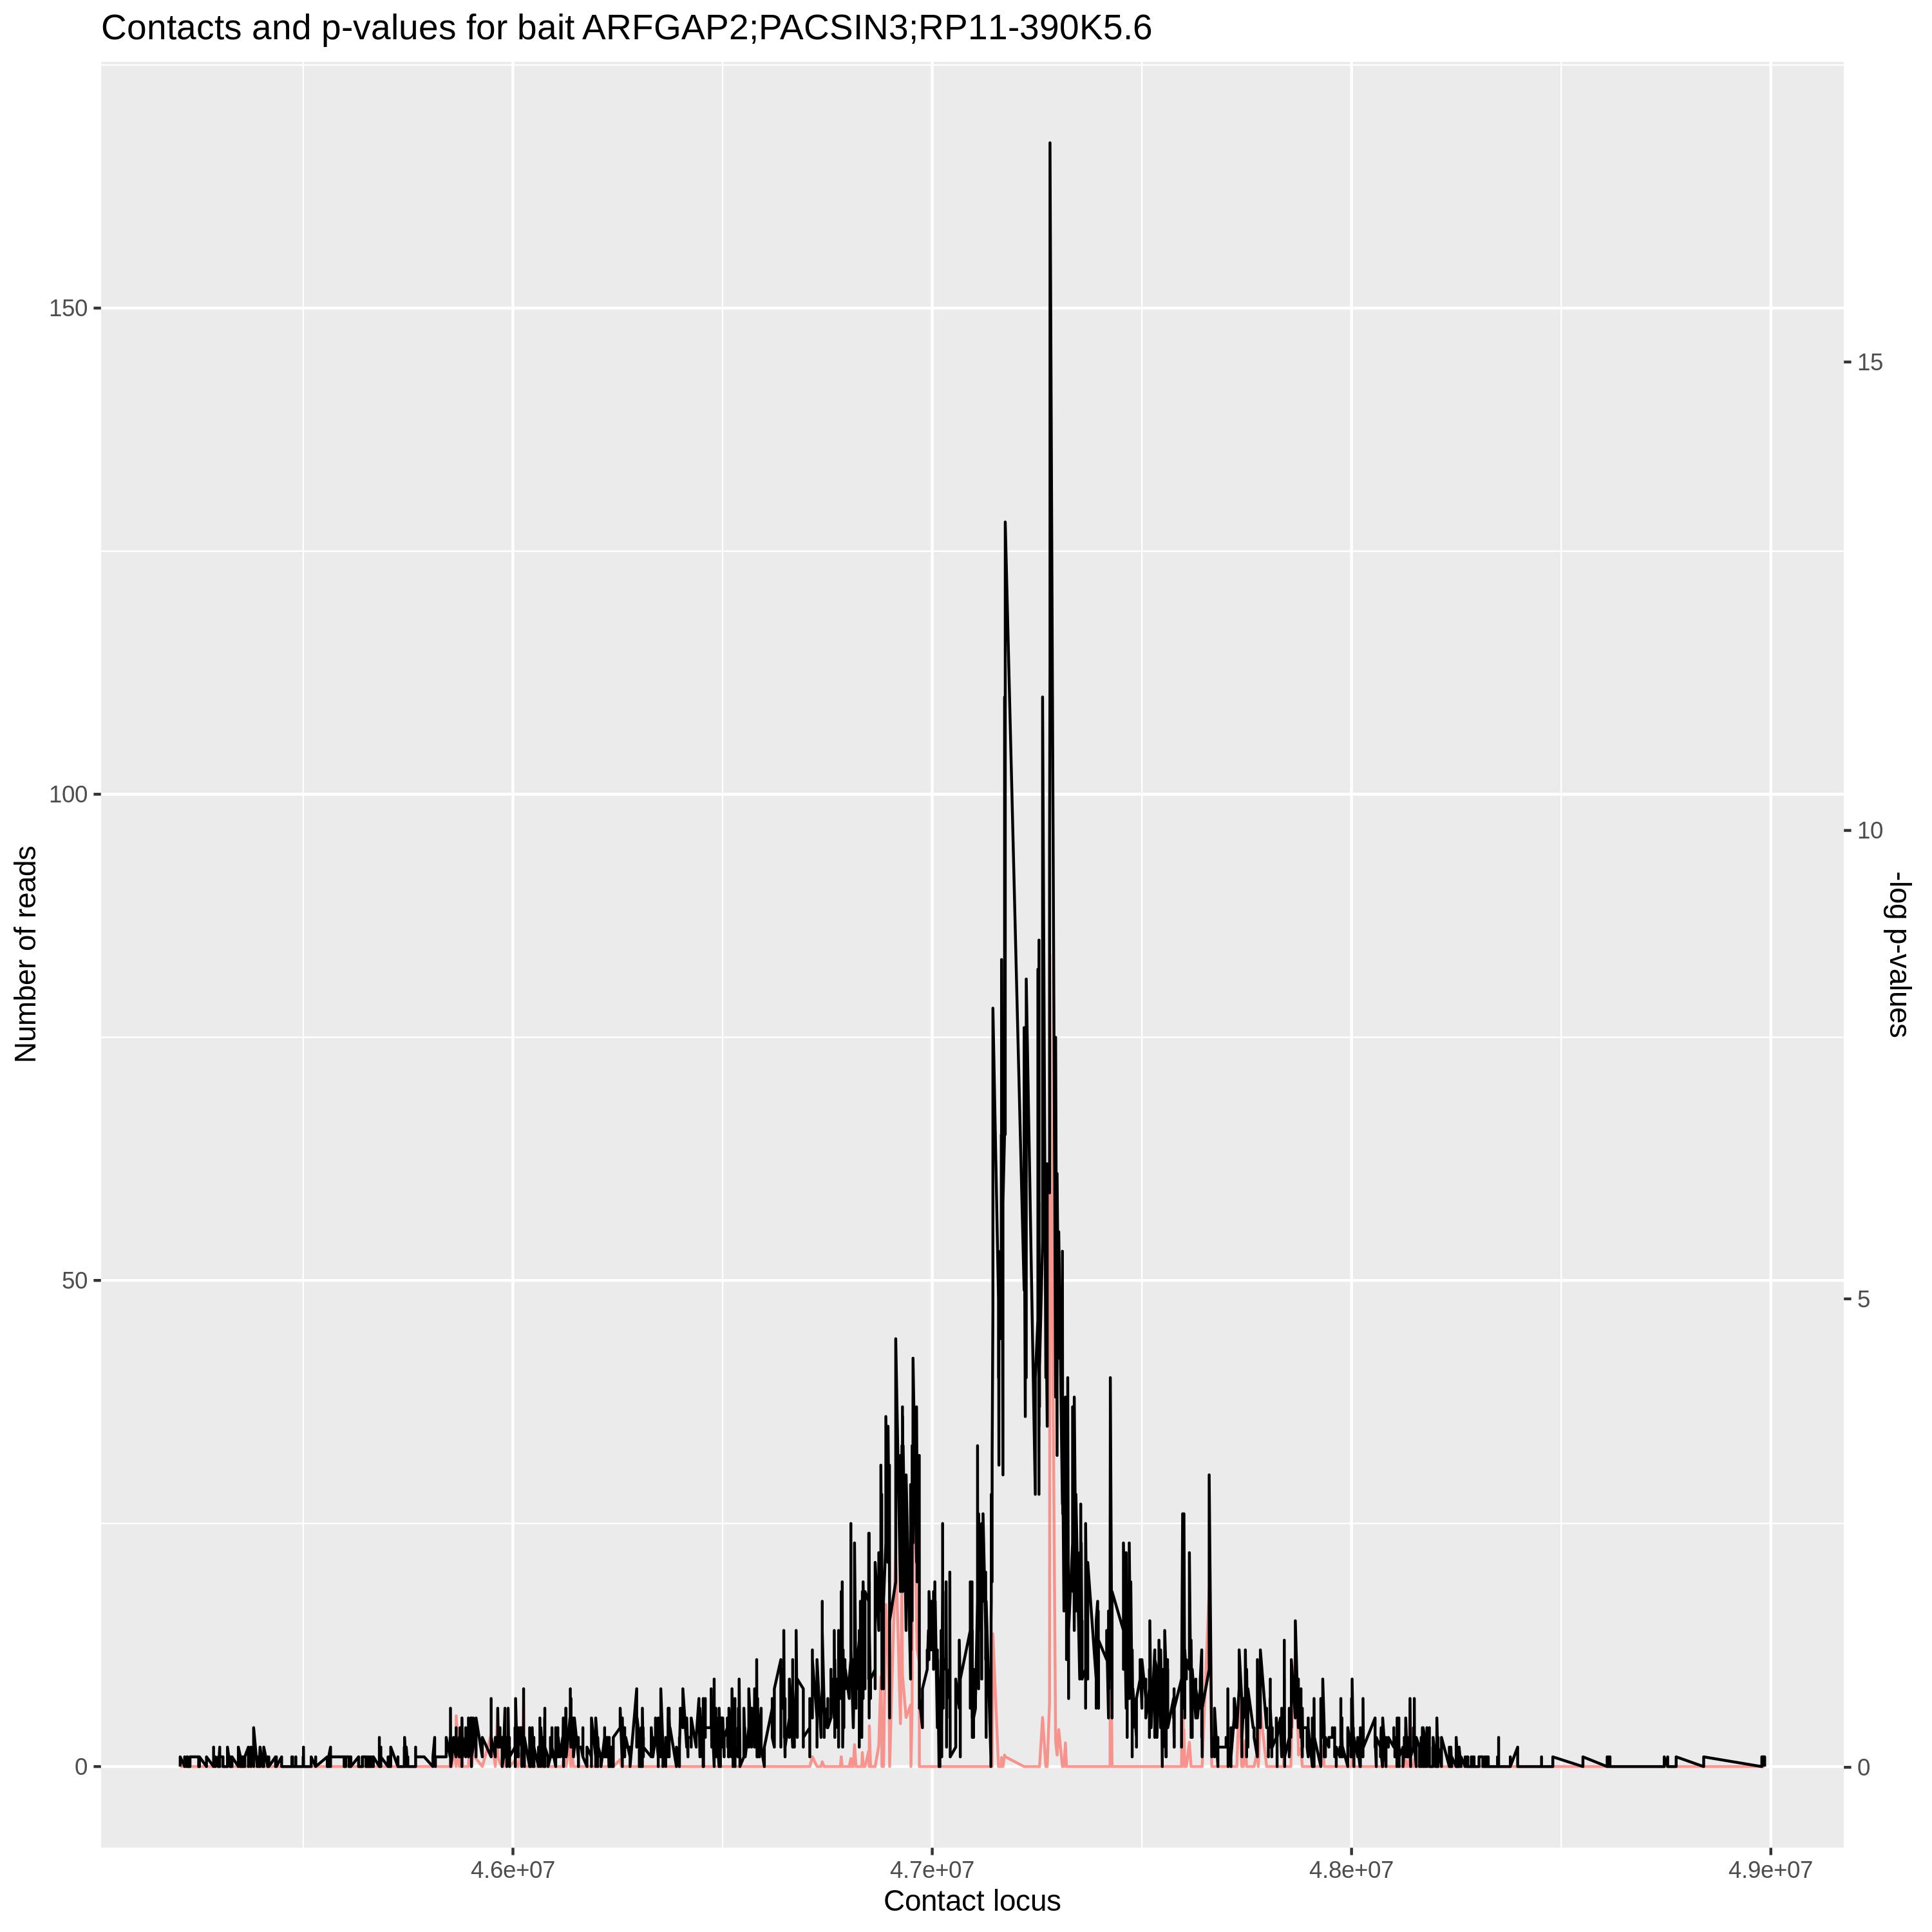 Contacts and p-values for bait ARFGAP2;PACSIN3;RP11-390K5.6
150
100
50
0
Number of reads
15
10
5
0
-log p-values
4.6e+07
4.7e+07
4.8e+07
4.9e+07
Contact locus